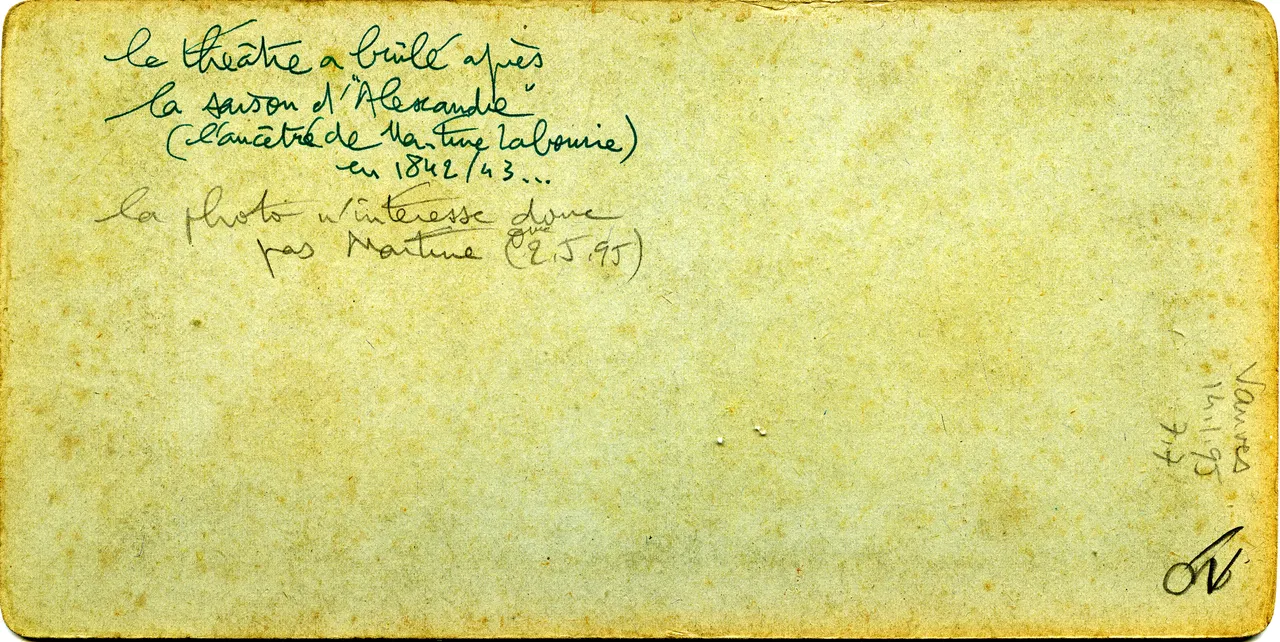 le théâtre a brûlé après
la saison d'"Alexandre"
(l'ancêtre de Martine Labourie)
en 1842/43...
la photo n'intéresse donc
pas Martine (2.5.95)
Vanves
14.1.95
7.7